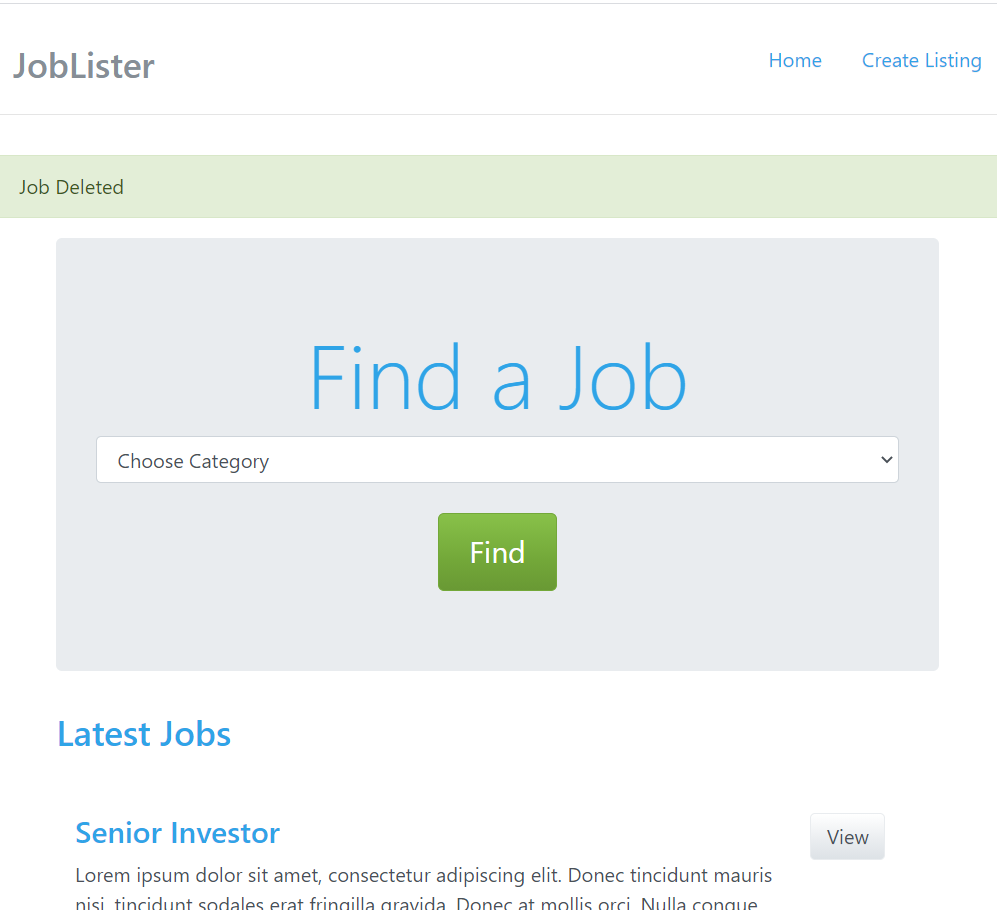 JobLister
Home
Create Listing
Job Deleted
Find a Job
Choose Category
Find
Latest Jobs
Senior Investor
View
Lorem ipsum dolor sit amet, consectetur adipiscing elit. Donec tincidunt mauris
nisi, tincidunt sodales erat fringilla gravida. Donec at mollis orci. Nulla congue